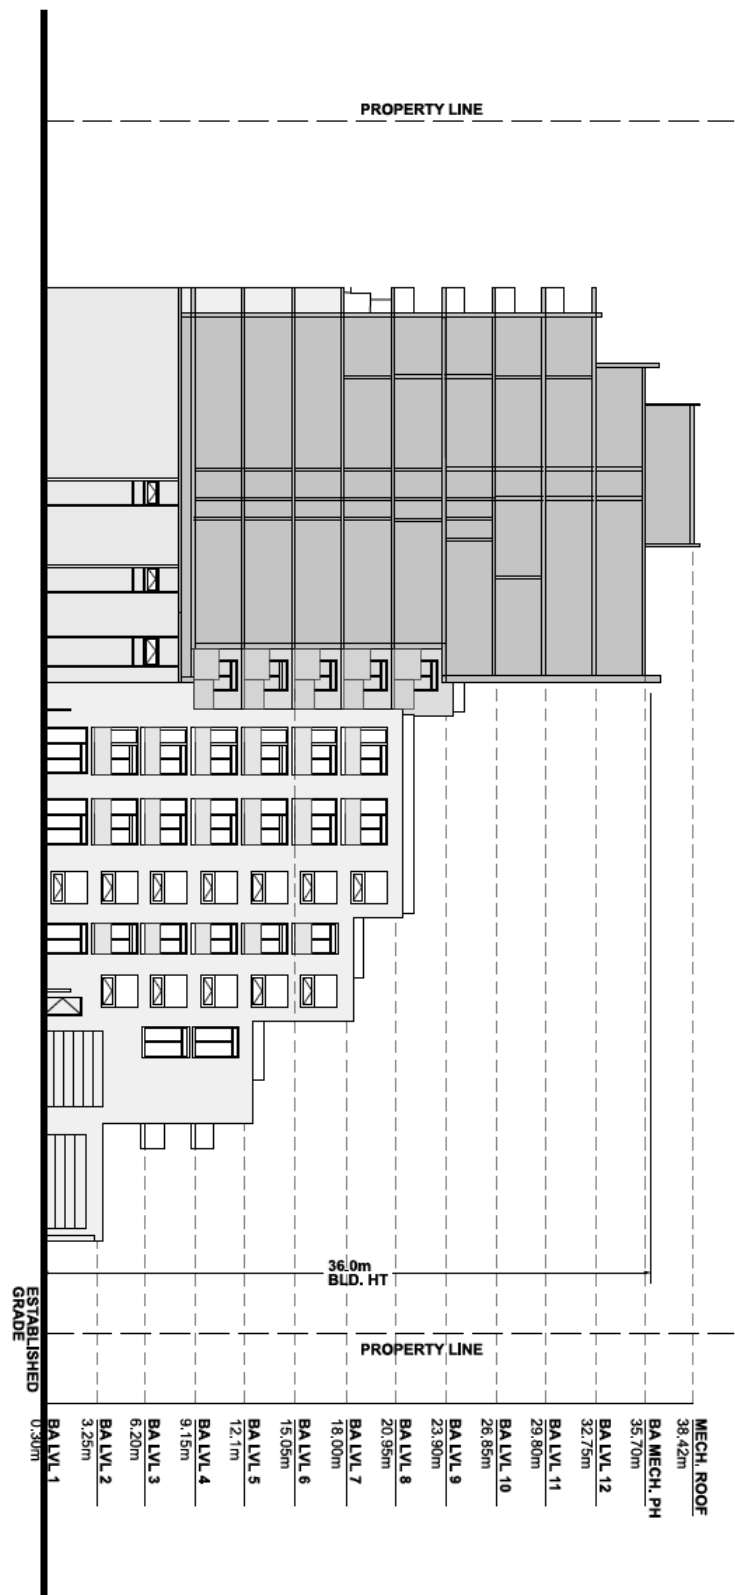 PROPERTY LINE
36.0m
BLD. HT
PROPERTY LINE
ESTABLISHED
GRADE
MECH. ROOF
38.42m
BA MECH. PH
35.70m
BA LVL 12
32.75m
BA LVL 11
29.80m
BA LVL 10
26.85m
BA LVL 9
23.90m
BA LVL 8
20.95m
BA LVL 7
18.00m
BA LVL 6
15.05m
BA LVL 5
12.1m
BA LVL 4
9.15m
BA LVL 3
6.20m
BA LVL 2
3.25m
BA LVL 1
0.30m